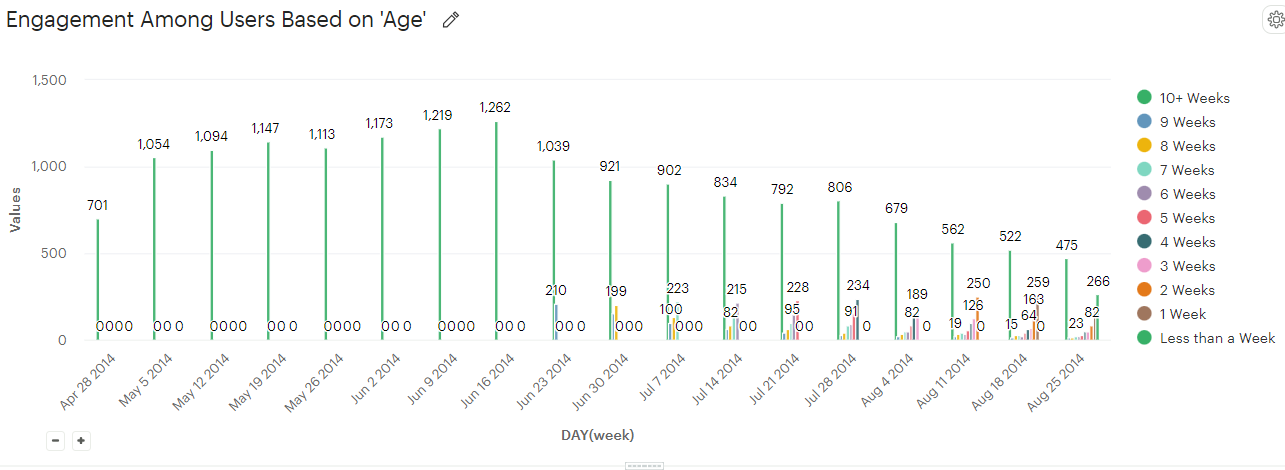 Engagement Among Users Based on 'Age'
1,500
1,000
500
0
Values
701
1,054
1,094
1,147
1,113
1,173
1,219
1,262
1,039
921
902
834
792
806
679
562
522
475
210
199
223
100
215
82
228
95
234
91
189
82
250
126
19
259
163
64
15
266
82
23
0000
00 0
0000
00 0
0000
00 0
0000
00 0
00 0
000
000
00
00
0
0
0
0
Apr 28 2014
May 5 2014
May 12 2014
May 19 2014
May 26 2014
Jun 2 2014
Jun 9 2014
Jun 16 2014
Jun 23 2014
Jun 30 2014
Jul 7 2014
Jul 14 2014
Jul 21 2014
Jul 28 2014
Aug 4 2014
Aug 11 2014
Aug 18 2014
Aug 25 2014
DAY(week)
10+ Weeks
9 Weeks
8 Weeks
7 Weeks
6 Weeks
5 Weeks
4 Weeks
3 Weeks
2 Weeks
1 Week
Less than a Week